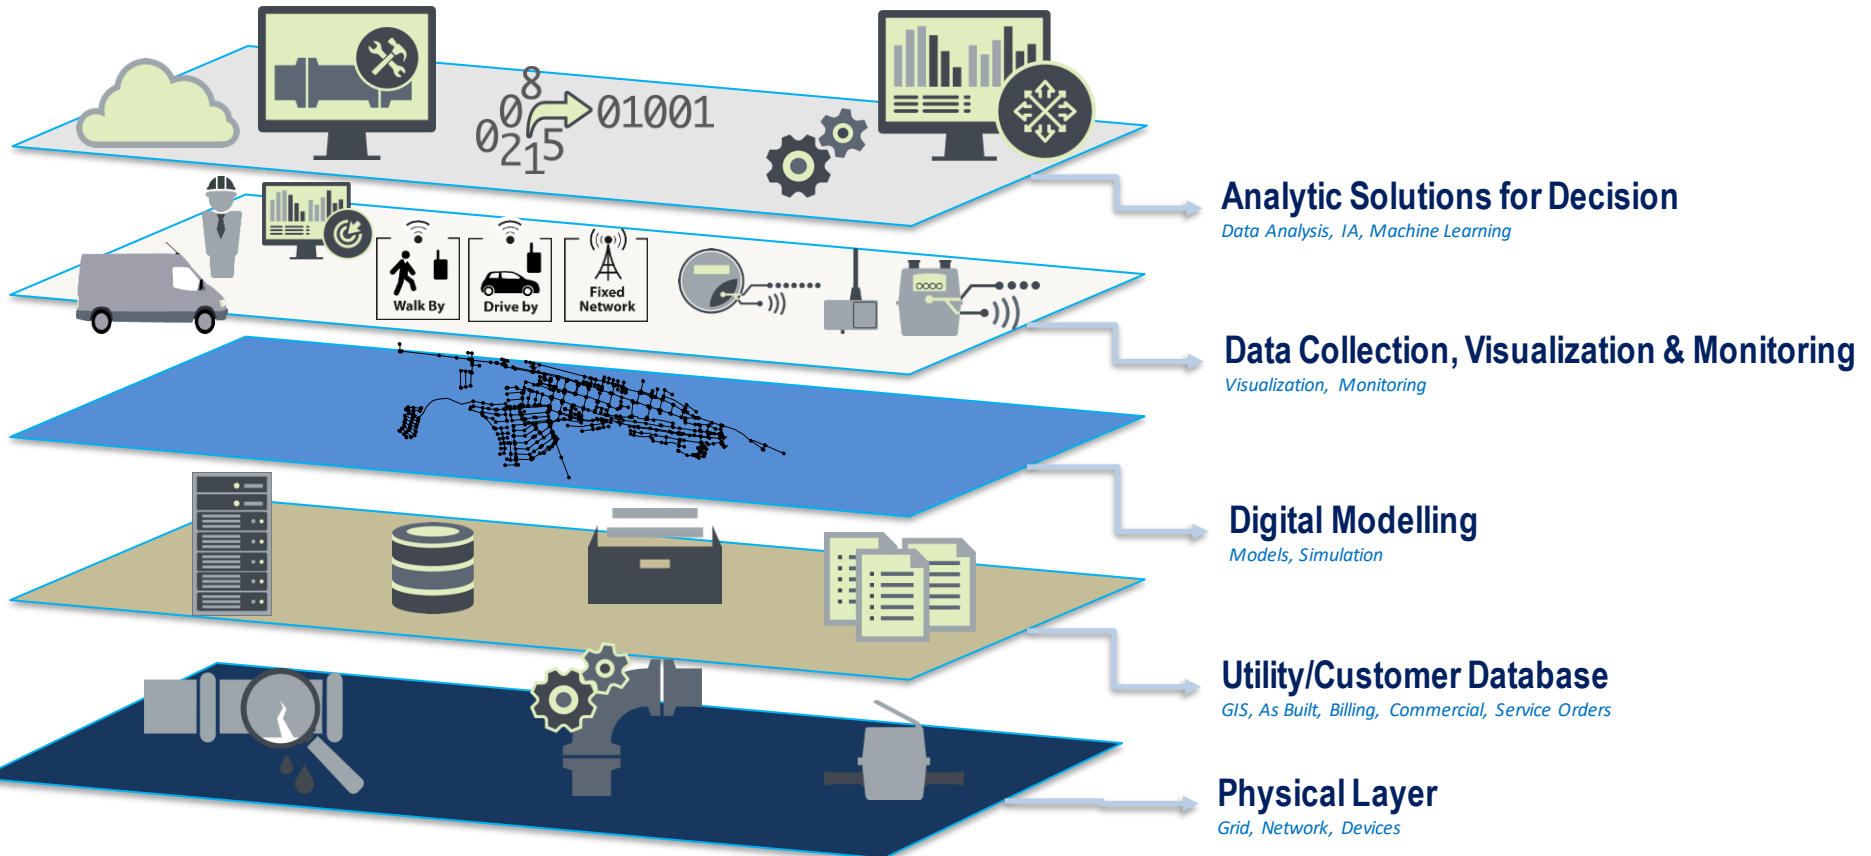 8
08
01001
0215
Analytic Solutions for Decision
Data Analysis, IA, Machine Learning
Walk By
Drive by
Fixed
Network
Data Collection, Visualization & Monitoring
Visualization, Monitoring
Digital Modelling
Models, Simulation
Utility/Customer Database
GIS, As Built, Billing, Commercial, Service Orders
Physical Layer
Grid, Network, Devices